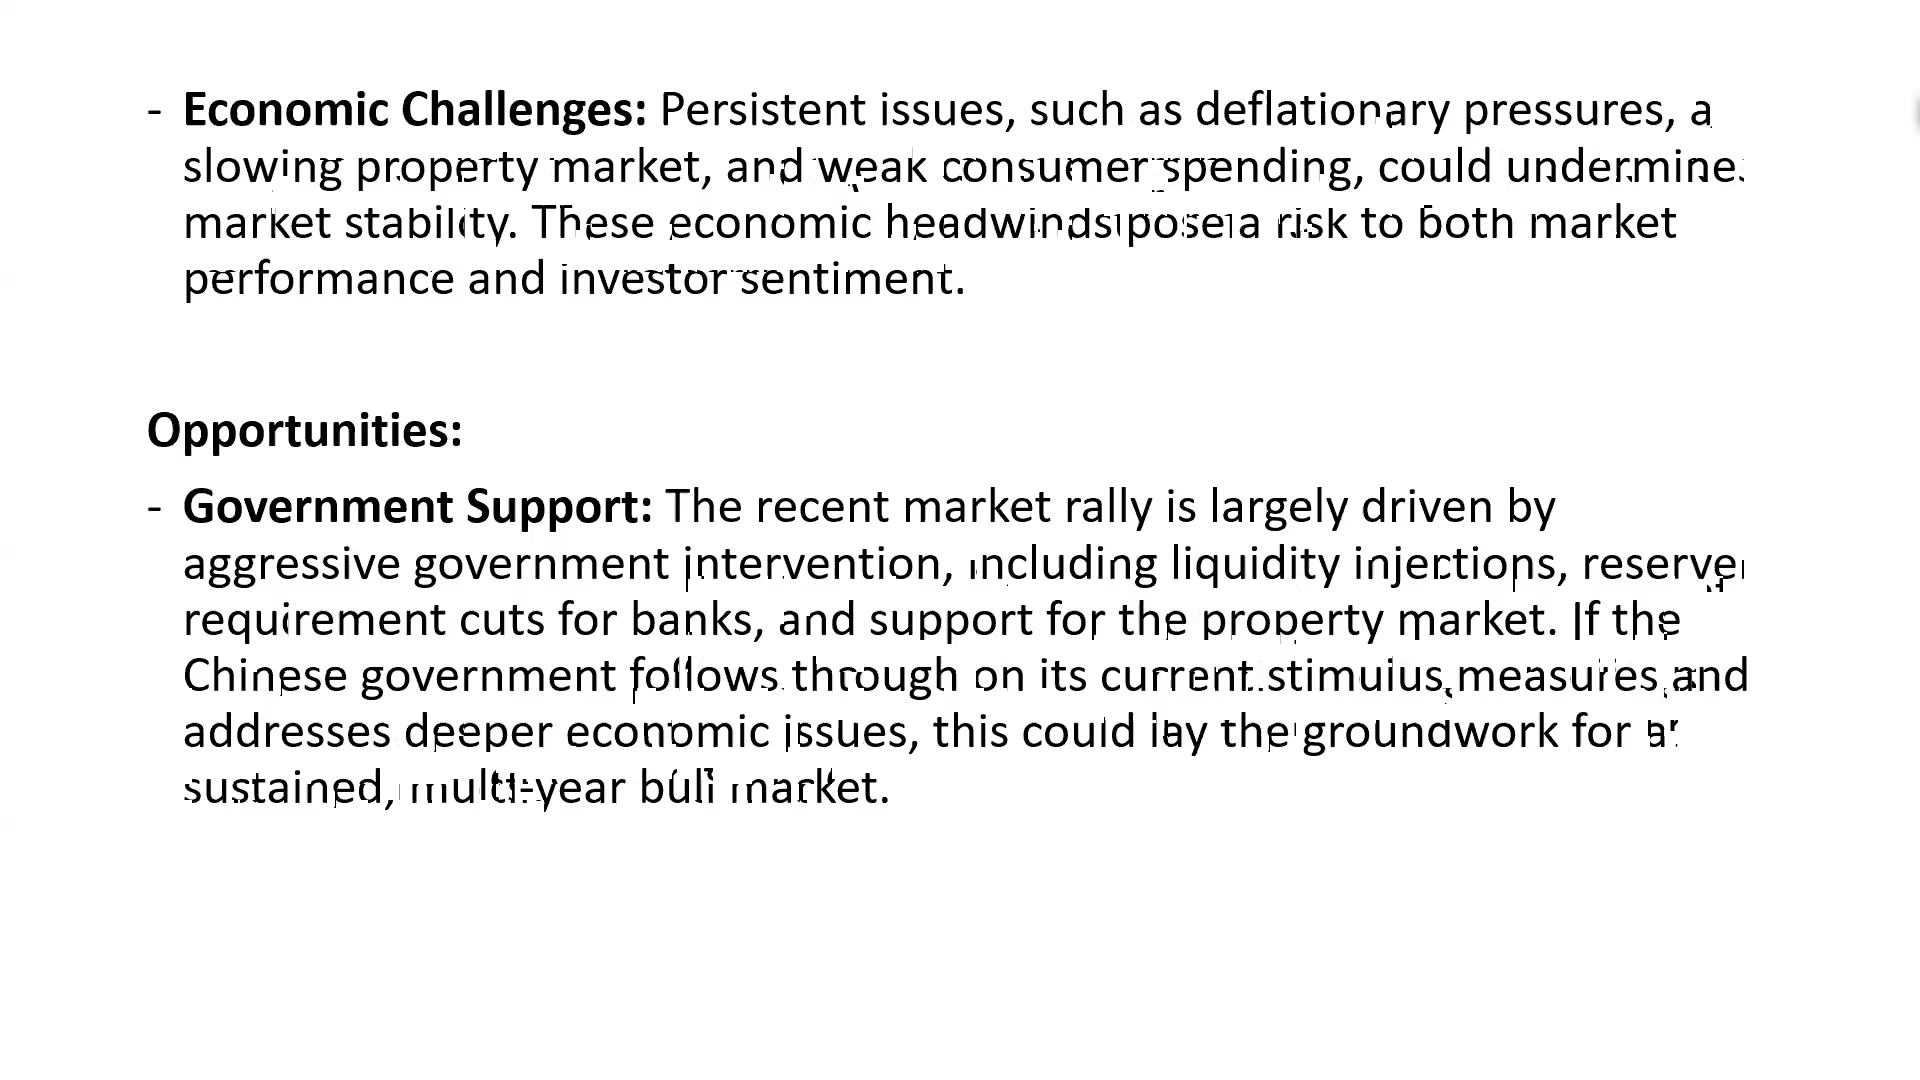 - Economic Challenges: Persistent issues, such as deflationary pressures, a
slowing property market, and weak consumer spending, could undermine
market stability. These economic headwinds pose a risk to both market
performance and investor sentiment.
Opportunities:
- Government Support: The recent market rally is largely driven by
aggressive government intervention, including liquidity injections, reserve
requirement cuts for banks, and support for the property market. If the
Chinese government follows through on its current stimulus measures and
addresses deeper economic issues, this could lay the groundwork for a
sustained, multi-year bull market.